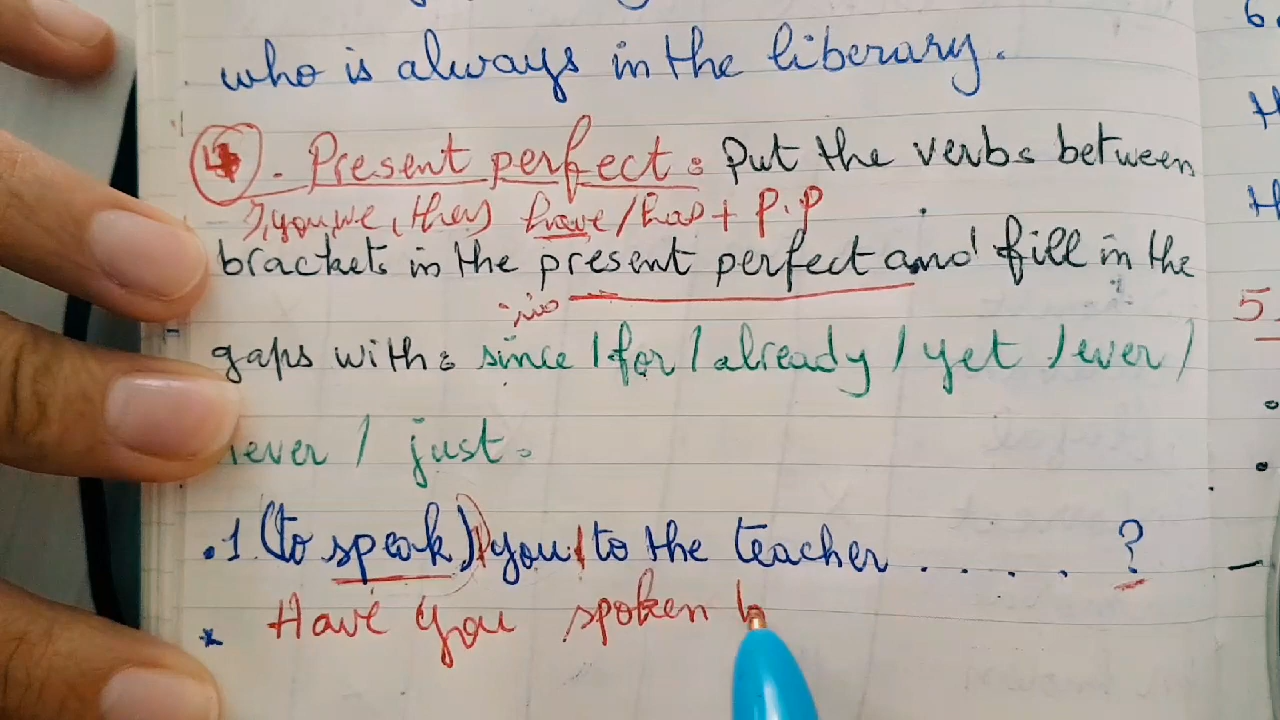 who is always in the liberary.
4. Present perfect: Put the verbs between
I, you, we, they have/has + P.P
brackets in the present perfect and fill in the
gaps with: since / for / already / yet / ever /
never / just.
.1 (to speak) you to the teacher ..... ?
* Have you spoken
6.
5